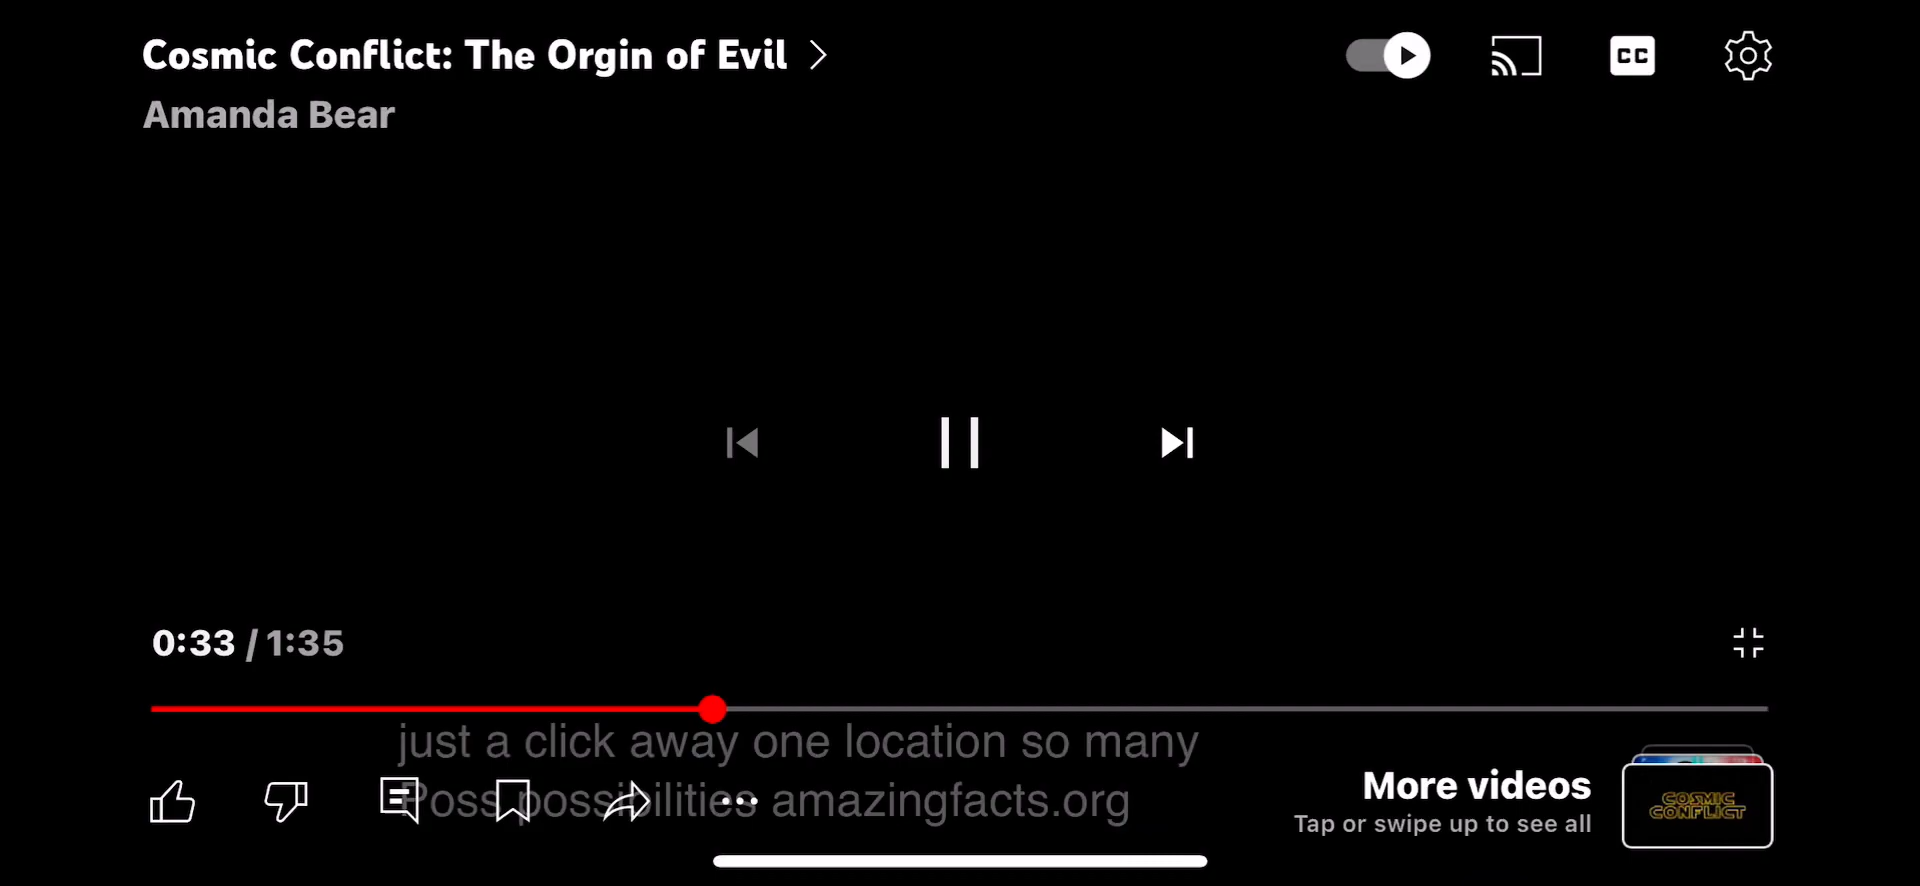 Cosmic Conflict: The Orgin of Evil
Amanda Bear
CC
0:33 / 1:35
just a click away one location so many
Poss possibilities amazingfacts.org
More videos
Tap or swipe up to see all
COSMIC
CONFLICT